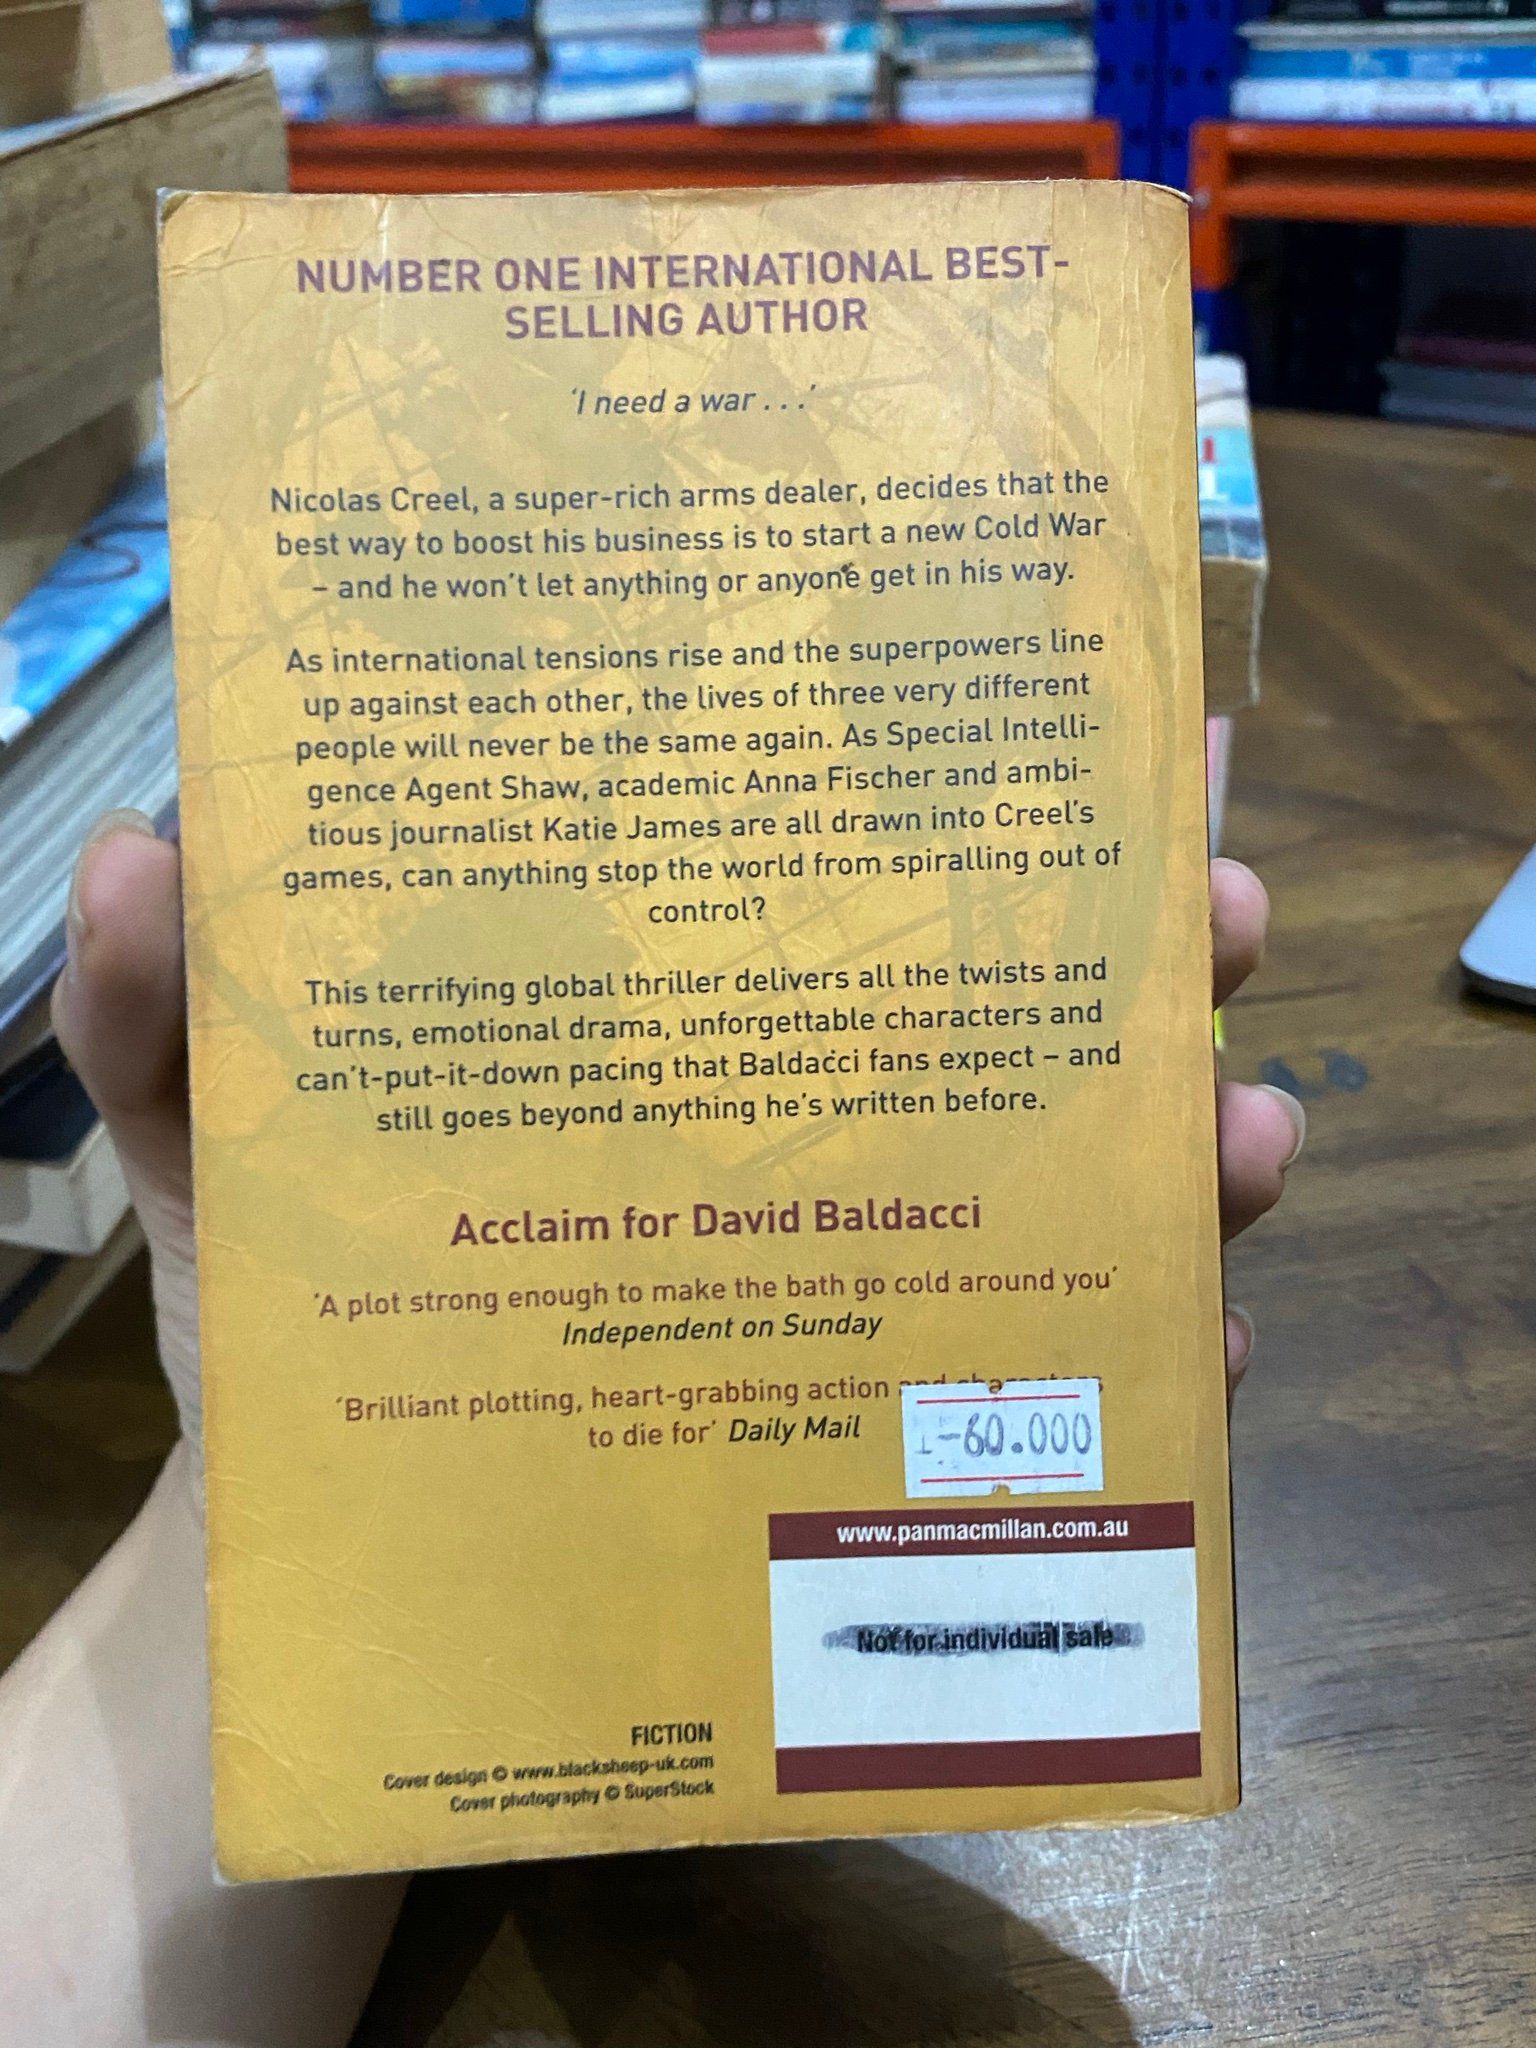 NUMBER ONE INTERNATIONAL BEST-
SELLING AUTHOR
'I need a war . . .'
Nicolas Creel, a super-rich arms dealer, decides that the
best way to boost his business is to start a new Cold War
– and he won't let anything or anyone get in his way.
As international tensions rise and the superpowers line
up against each other, the lives of three very different
people will never be the same again. As Special Intelli-
gence Agent Shaw, academic Anna Fischer and ambi-
tious journalist Katie James are all drawn into Creel's
games, can anything stop the world from spiralling out of
control?
This terrifying global thriller delivers all the twists and
turns, emotional drama, unforgettable characters and
can't-put-it-down pacing that Baldacci fans expect – and
still goes beyond anything he's written before.
Acclaim for David Baldacci
'A plot strong enough to make the bath go cold around you'
Independent on Sunday
'Brilliant plotting, heart-grabbing action and characters
to die for' Daily Mail
-60.000
www.panmacmillan.com.au
Not for individual sale
FICTION
Cover design © www.blacksheep-uk.com
Cover photography © SuperStock